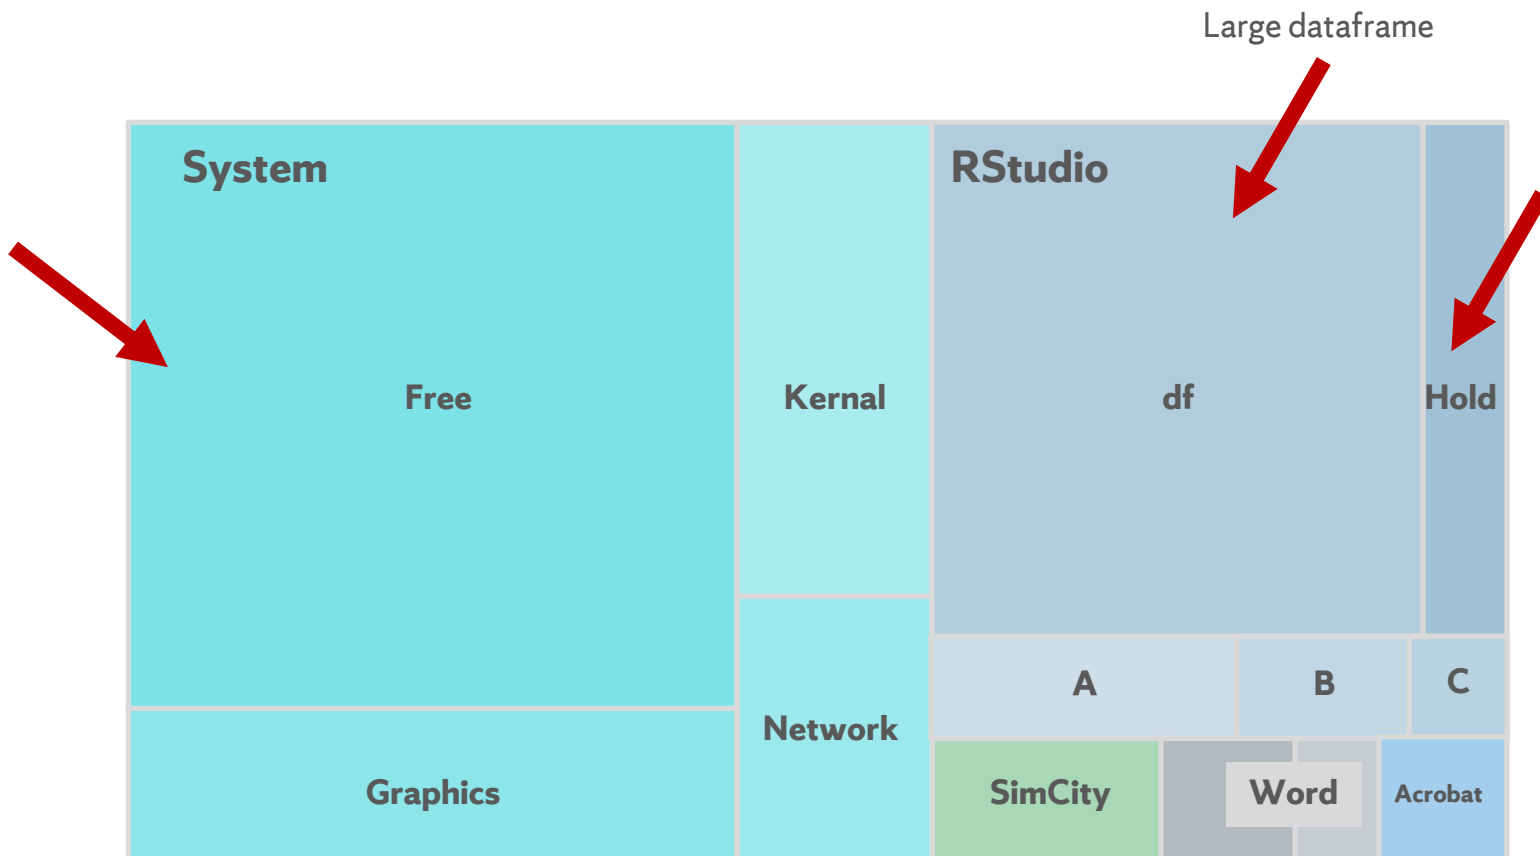 Large dataframe
System
RStudio
Free
Kernal
df
Hold
A
B
C
Network
Graphics
SimCity
Word
Acrobat